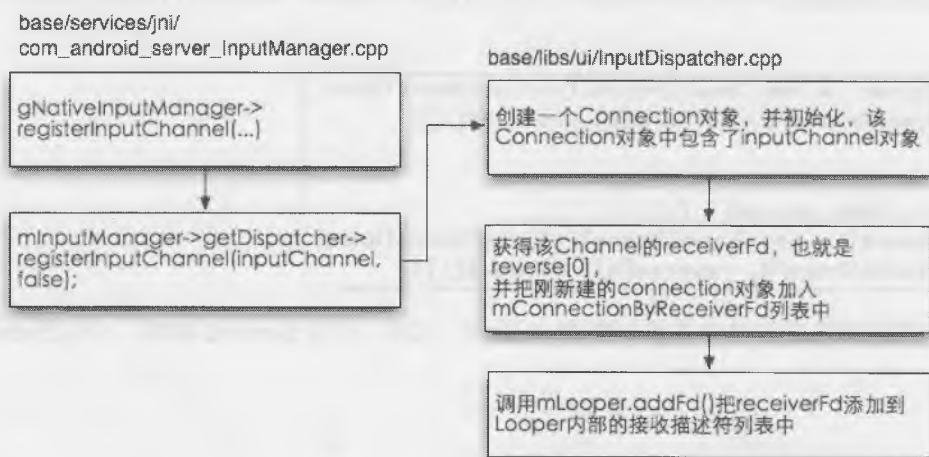 base/services/jni/
com_android_server_InputManager.cpp
gNativeInputManager->
registerInputChannel(...)
mInputManager->getDispatcher->
registerInputChannel(inputChannel,
false);
base/libs/ui/InputDispatcher.cpp
创建一个Connection对象，并初始化，该
Connection对象中包含了inputChannel对象
获得该Channel的receiverFd，也就是
reverse[0]，
并把刚新建的connection对象加入
mConnectionByReceiverFd列表中
调用mLooper.addFd()把receiverFd添加到
Looper内部的接收描述符列表中